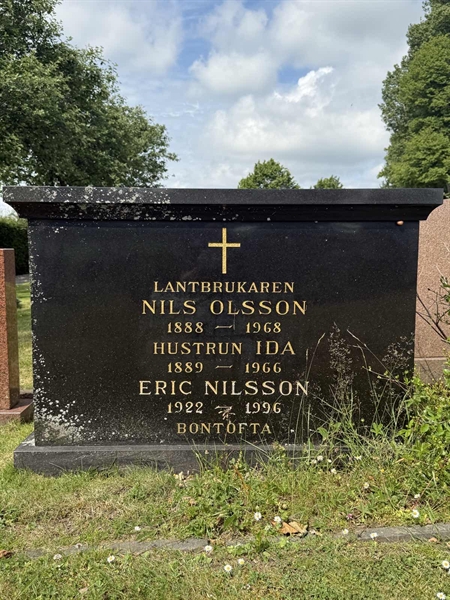 LANTBRUKAREN
NILS OLSSON
1888 — 1968
HUSTRUN IDA
1889 — 1966
ERIC NILSSON
1922 — 1996
BONTOFTA